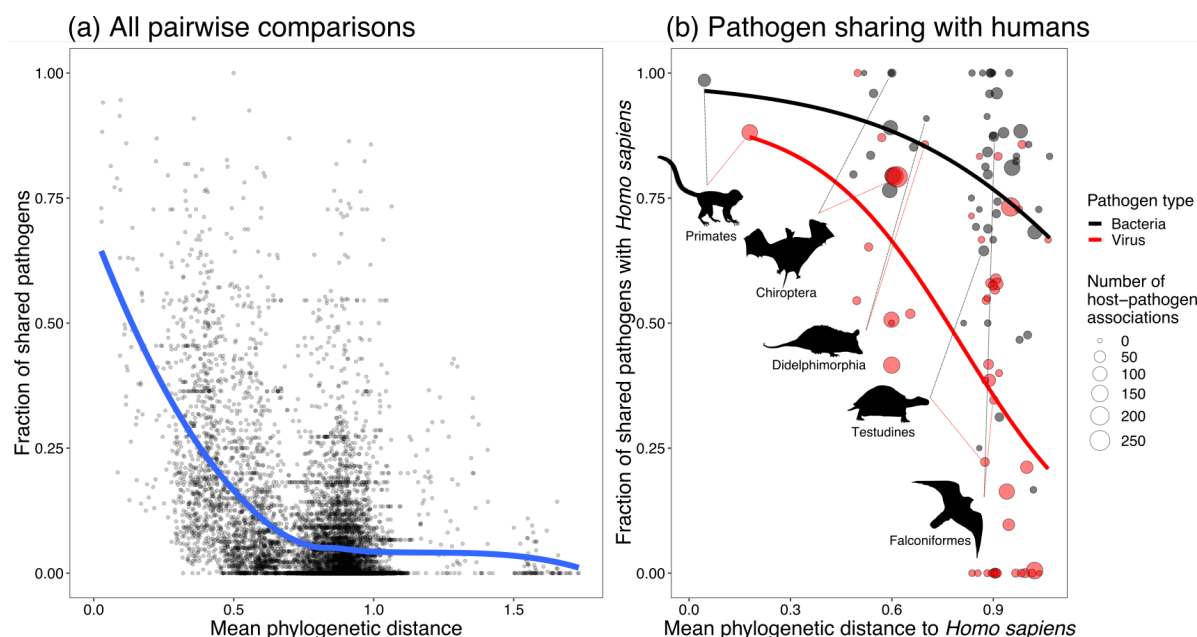 (a) All pairwise comparisons
Fraction of shared pathogens
1.00
0.75
0.50
0.25
0.00
0.0
0.5
1.0
1.5
Mean phylogenetic distance
(b) Pathogen sharing with humans
Fraction of shared pathogens with Homo sapiens
1.00
0.75
0.50
0.25
0.00
Primates
Chiroptera
Didelphimorphia
Testudines
Falconiformes
0.0
0.3
0.6
0.9
Mean phylogenetic distance to Homo sapiens
Pathogen type
Bacteria
Virus
Number of
host−pathogen
associations
0
50
100
150
200
250